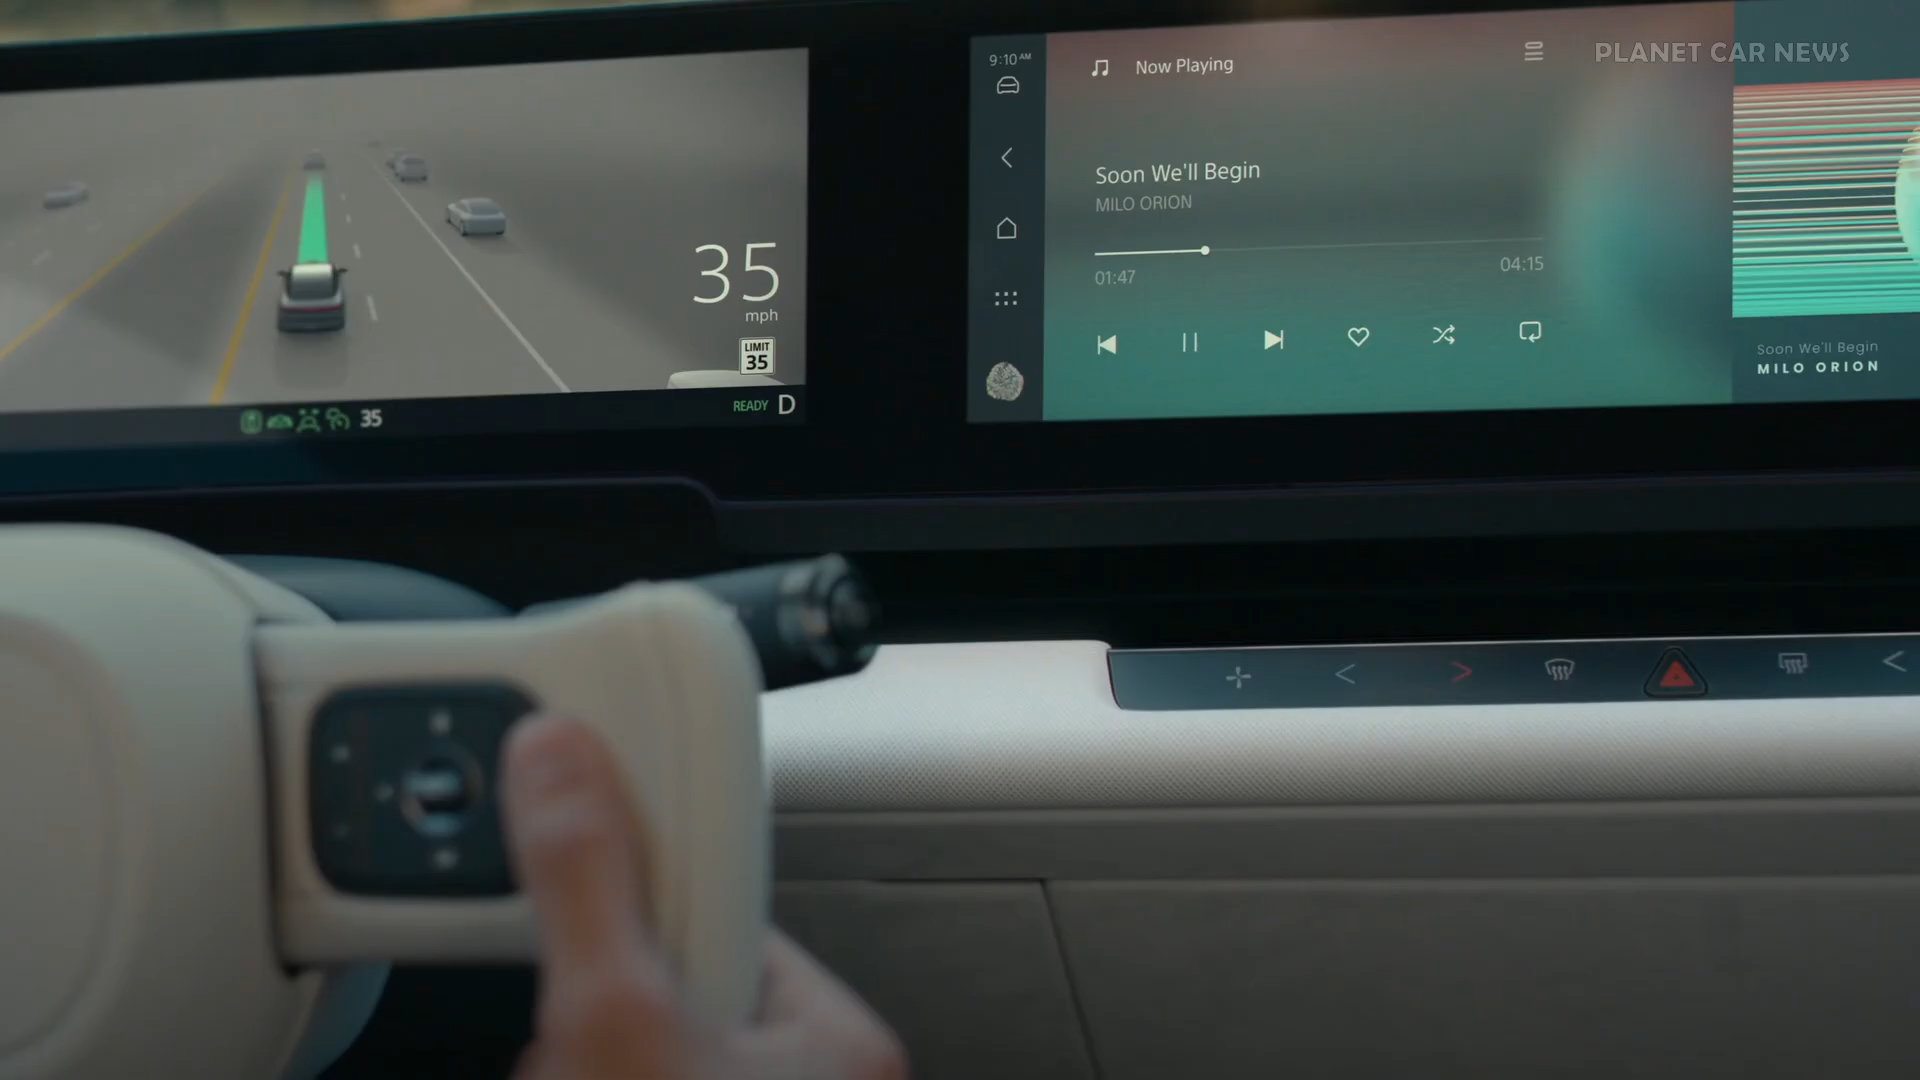 PLANET CAR NEWS
9:10 AM
Now Playing
Soon We'll Begin
MILO ORION
01:47
04:15
35
mph
LIMIT
35
READY D
35
Soon We'll Begin
MILO ORION